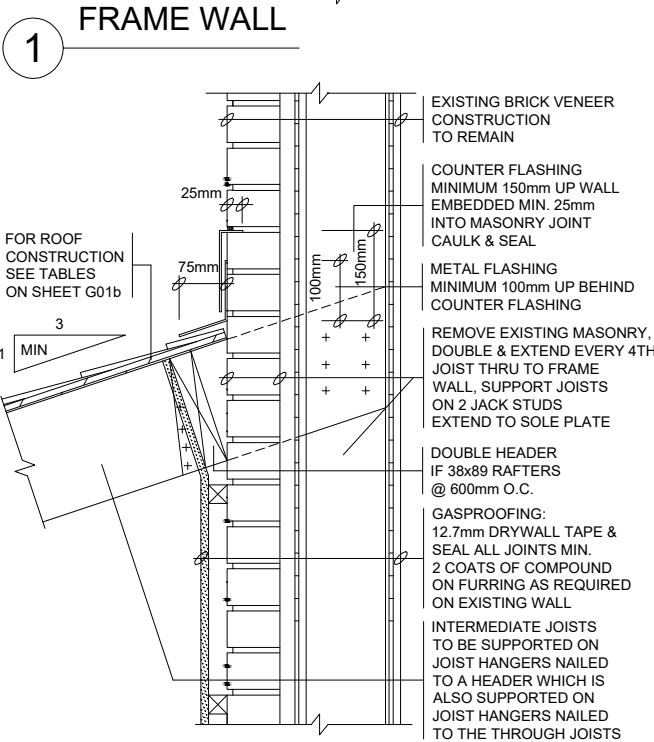 FRAME WALL
1
EXISTING BRICK VENEER
CONSTRUCTION
TO REMAIN
COUNTER FLASHING
MINIMUM 150mm UP WALL
EMBEDDED MIN. 25mm
INTO MASONRY JOINT
CAULK & SEAL
25mm
FOR ROOF
CONSTRUCTION
SEE TABLES
ON SHEET G01b
75mm
100mm
150mm
METAL FLASHING
MINIMUM 100mm UP BEHIND
COUNTER FLASHING
3
1
MIN
REMOVE EXISTING MASONRY,
DOUBLE & EXTEND EVERY 4TH
JOIST THRU TO FRAME
WALL, SUPPORT JOISTS
ON 2 JACK STUDS
EXTEND TO SOLE PLATE
DOUBLE HEADER
IF 38x89 RAFTERS
@ 600mm O.C.
GASPROOFING:
12.7mm DRYWALL TAPE &
SEAL ALL JOINTS MIN.
2 COATS OF COMPOUND
ON FURRING AS REQUIRED
ON EXISTING WALL
INTERMEDIATE JOISTS
TO BE SUPPORTED ON
JOIST HANGERS NAILED
TO A HEADER WHICH IS
ALSO SUPPORTED ON
JOIST HANGERS NAILED
TO THE THROUGH JOISTS